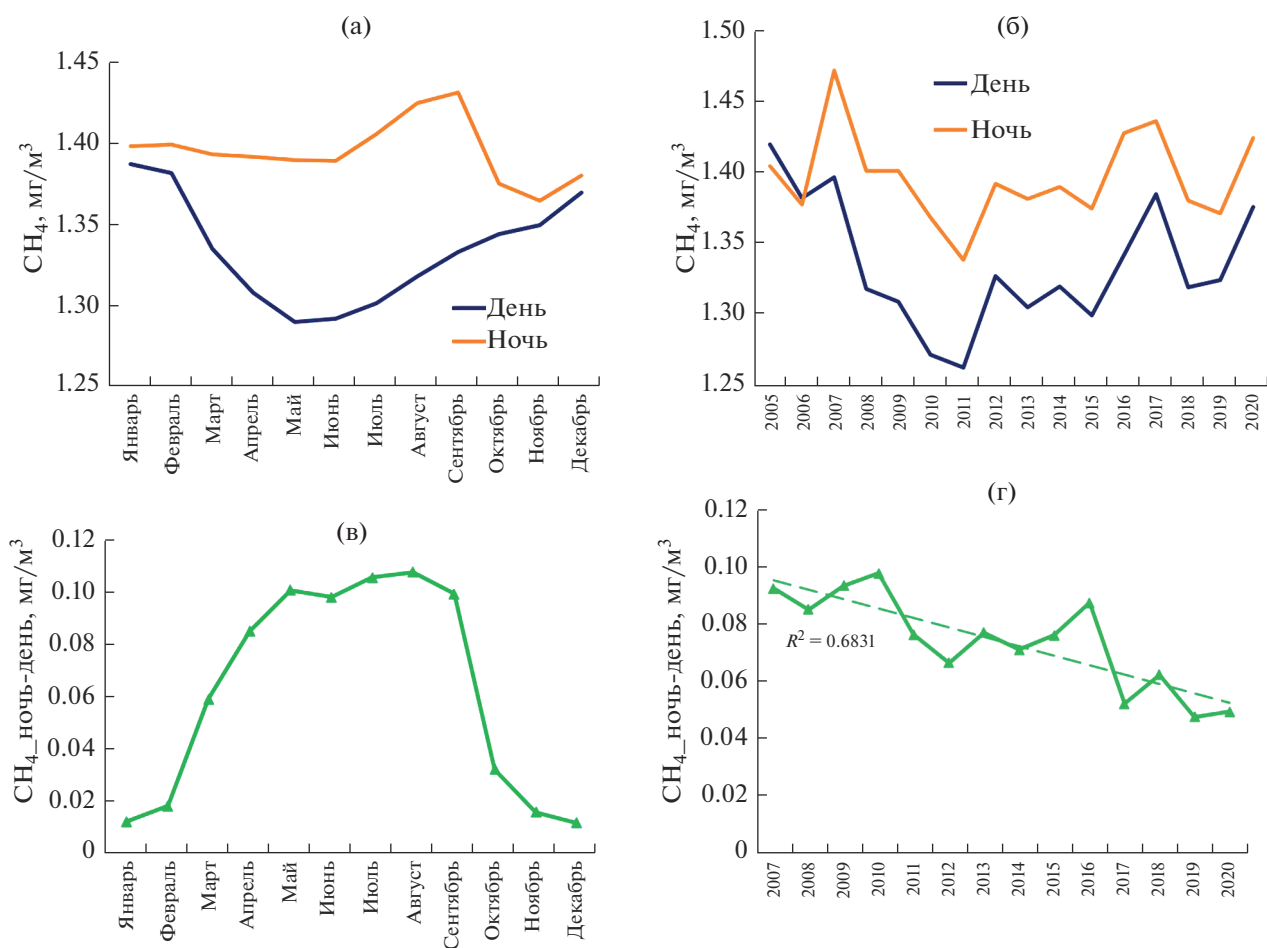 (а)
CH₄, мг/м³
1.45
1.40
1.35
1.30
1.25
День
Ночь
Январь
Февраль
Март
Апрель
Май
Июнь
Июль
Август
Сентябрь
Октябрь
Ноябрь
Декабрь
(б)
CH₄, мг/м³
1.50
1.45
1.40
1.35
1.30
1.25
День
Ночь
2005
2006
2007
2008
2009
2010
2011
2012
2013
2014
2015
2016
2017
2018
2019
2020
(в)
CH₄_ночь-день, мг/м³
0.12
0.10
0.08
0.06
0.04
0.02
0
Январь
Февраль
Март
Апрель
Май
Июнь
Июль
Август
Сентябрь
Октябрь
Ноябрь
Декабрь
(г)
CH₄_ночь-день, мг/м³
0.12
0.10
0.08
0.06
0.04
0.02
0
R² = 0.6831
2007
2008
2009
2010
2011
2012
2013
2014
2015
2016
2017
2018
2019
2020